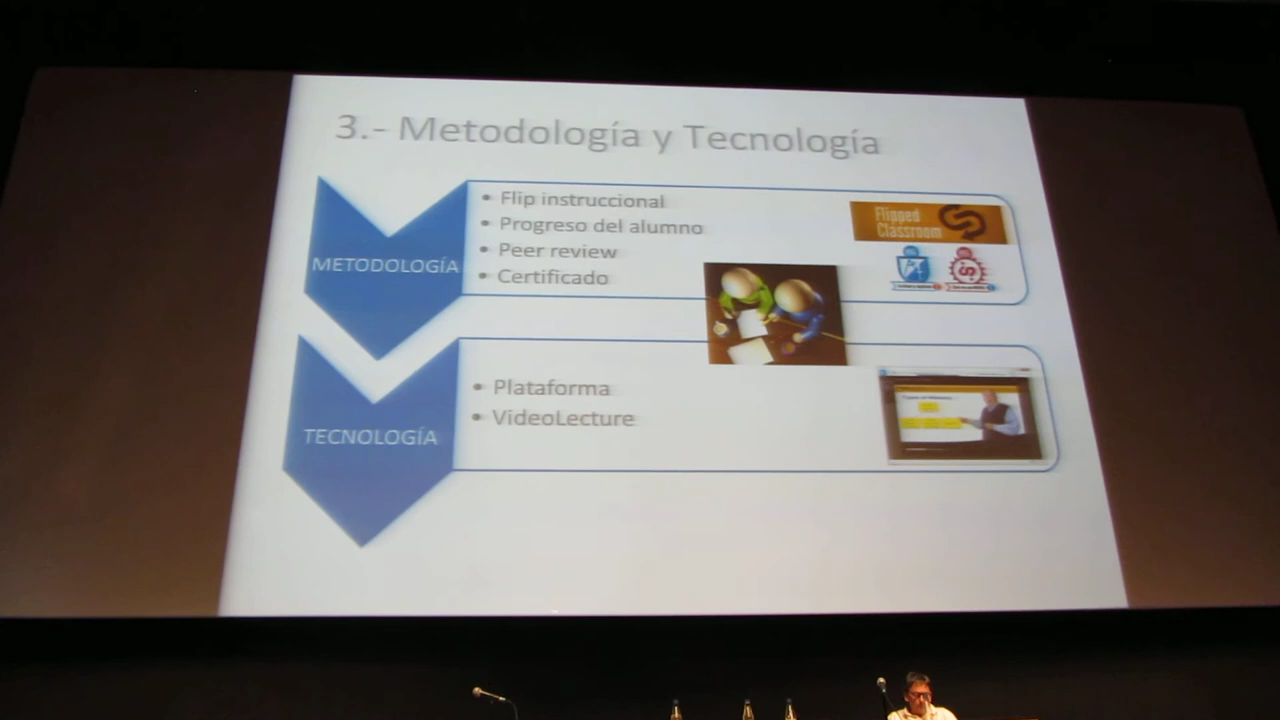 3.- Metodología y Tecnología
METODOLOGÍA
• Flip instruccional
• Progreso del alumno
• Peer review
• Certificado
Flipped
Classroom
TECNOLOGÍA
• Plataforma
• VideoLecture